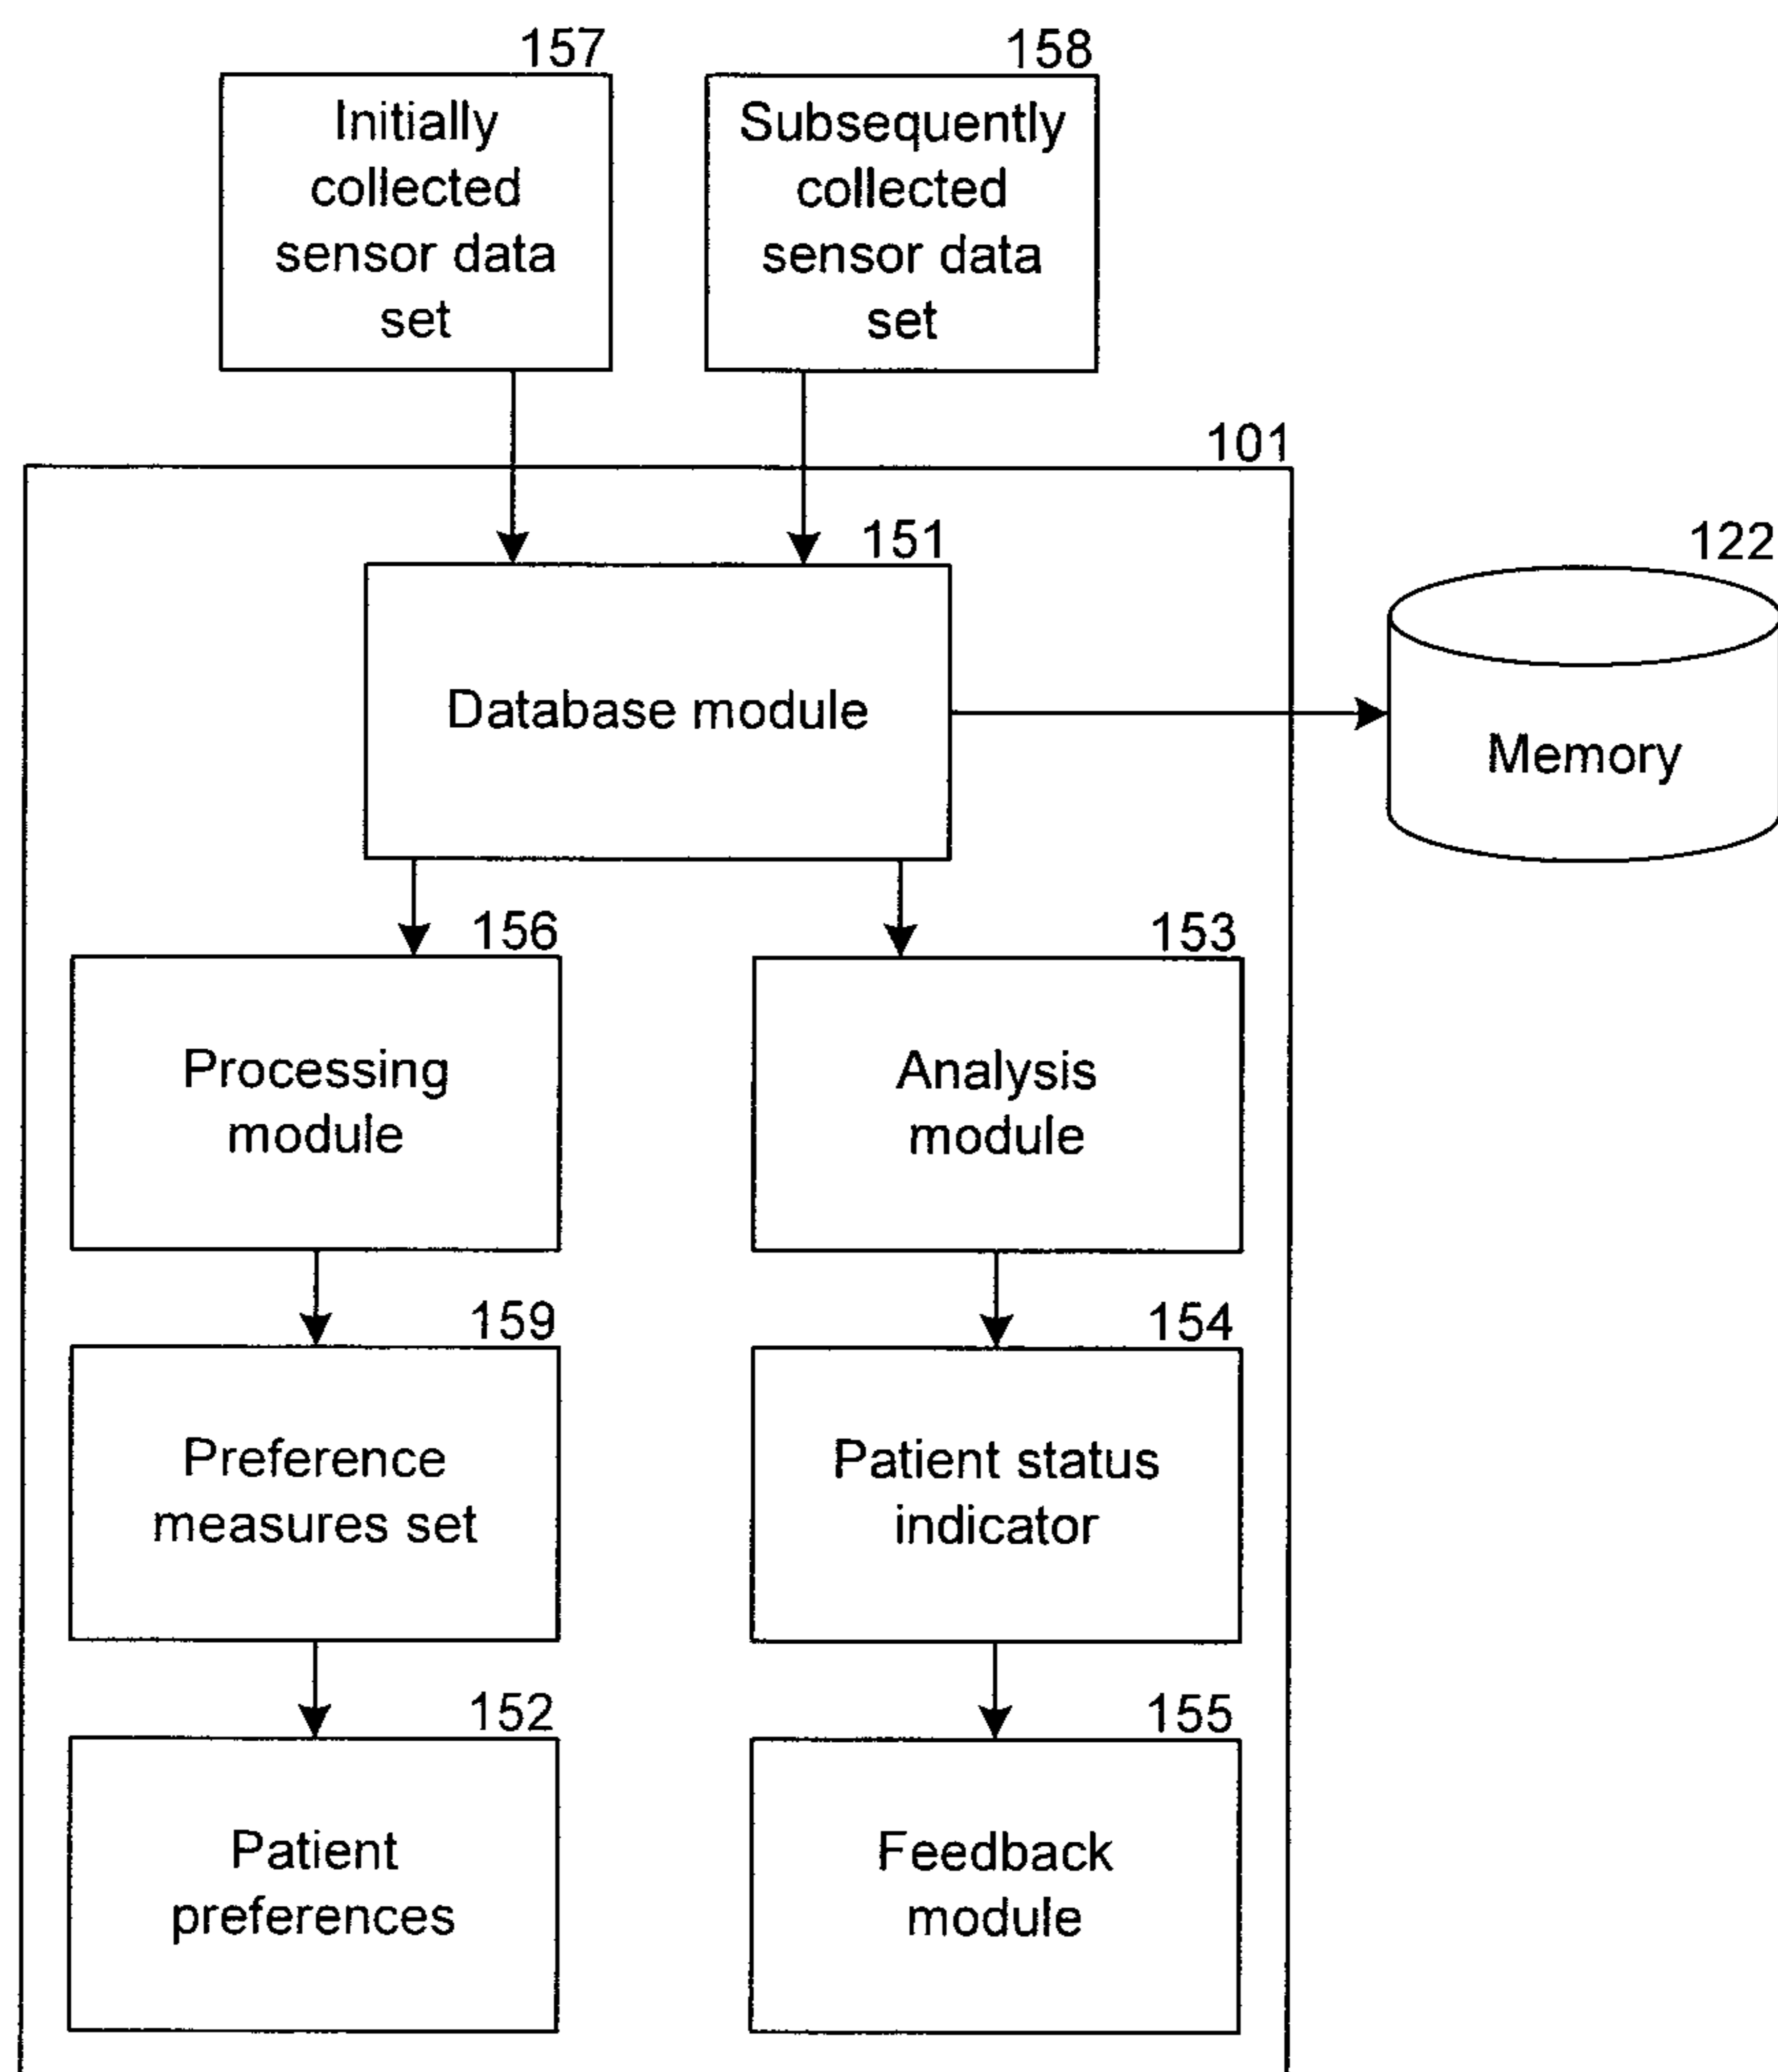 157
Initially
collected
sensor data
set
158
Subsequently
collected
sensor data
set
101
151
Database module
122
Memory
156
Processing
module
153
Analysis
module
159
Preference
measures set
154
Patient status
indicator
152
Patient
preferences
155
Feedback
module